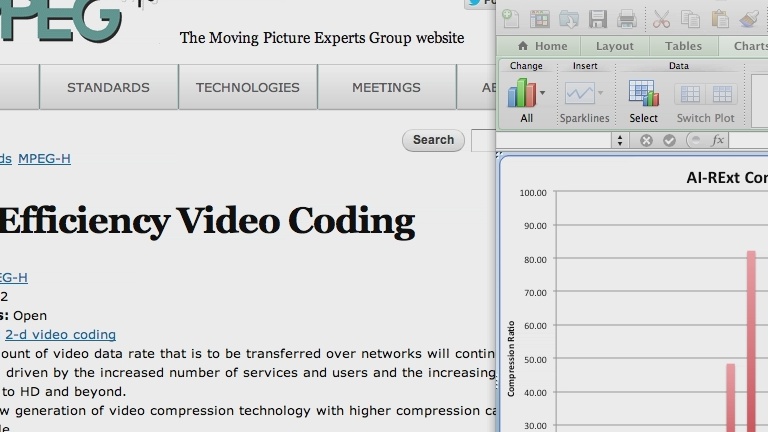 PEG
The Moving Picture Experts Group website
STANDARDS
TECHNOLOGIES
MEETINGS
Search
ds MPEG-H
Efficiency Video Coding
EG-H
2
s: Open
2-d video coding
ount of video data rate that is to be transferred over networks will contin
driven by the increased number of services and users and the increasing
to HD and beyond.
w generation of video compression technology with higher compression ca
Home
Layout
Tables
Charts
Change
Insert
Data
All
Sparklines
Select
Switch Plot
fx
AI-RExt Cor
100.00
90.00
80.00
70.00
60.00
50.00
40.00
30.00
Compression Ratio